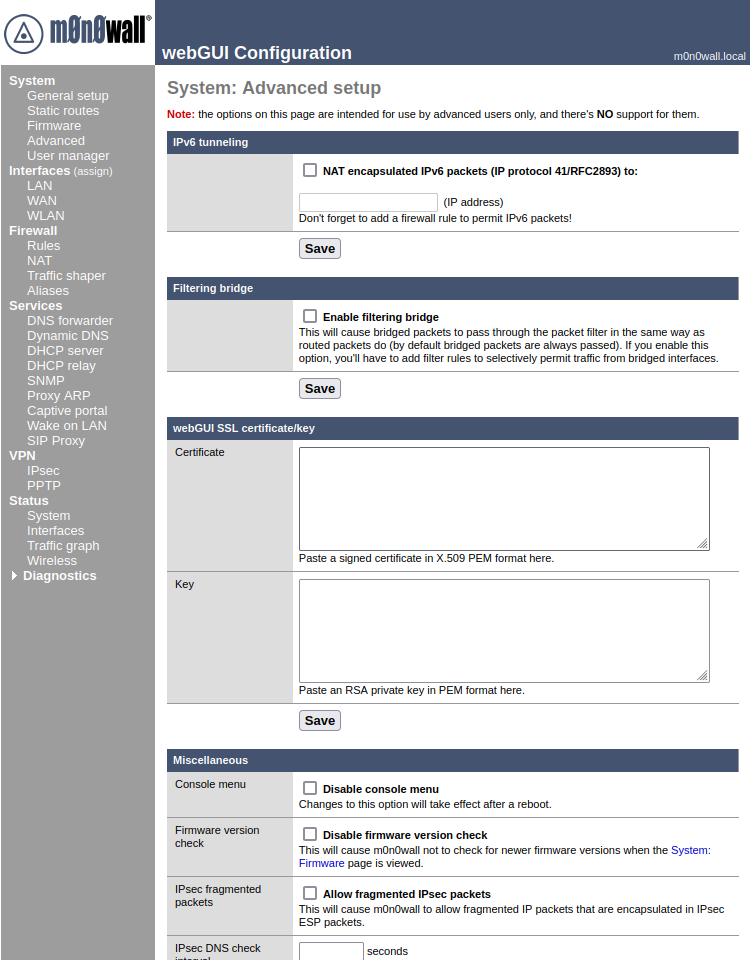 m0n0wall®
webGUI Configuration
m0n0wall.local
System
General setup
Static routes
Firmware
Advanced
User manager
Interfaces (assign)
LAN
WAN
WLAN
Firewall
Rules
NAT
Traffic shaper
Aliases
Services
DNS forwarder
Dynamic DNS
DHCP server
DHCP relay
SNMP
Proxy ARP
Captive portal
Wake on LAN
SIP Proxy
VPN
IPsec
PPTP
Status
System
Interfaces
Traffic graph
Wireless
Diagnostics
System: Advanced setup
Note: the options on this page are intended for use by advanced users only, and there's NO support for them.
IPv6 tunneling
NAT encapsulated IPv6 packets (IP protocol 41/RFC2893) to:
(IP address)
Don't forget to add a firewall rule to permit IPv6 packets!
Save
Filtering bridge
Enable filtering bridge
This will cause bridged packets to pass through the packet filter in the same way as
routed packets do (by default bridged packets are always passed). If you enable this
option, you'll have to add filter rules to selectively permit traffic from bridged interfaces.
Save
webGUI SSL certificate/key
Certificate
Paste a signed certificate in X.509 PEM format here.
Key
Paste an RSA private key in PEM format here.
Save
Miscellaneous
Console menu
Disable console menu
Changes to this option will take effect after a reboot.
Firmware version
check
Disable firmware version check
This will cause m0n0wall not to check for newer firmware versions when the System:
Firmware page is viewed.
IPsec fragmented
packets
Allow fragmented IPsec packets
This will cause m0n0wall to allow fragmented IP packets that are encapsulated in IPsec
ESP packets.
IPsec DNS check
interval
seconds